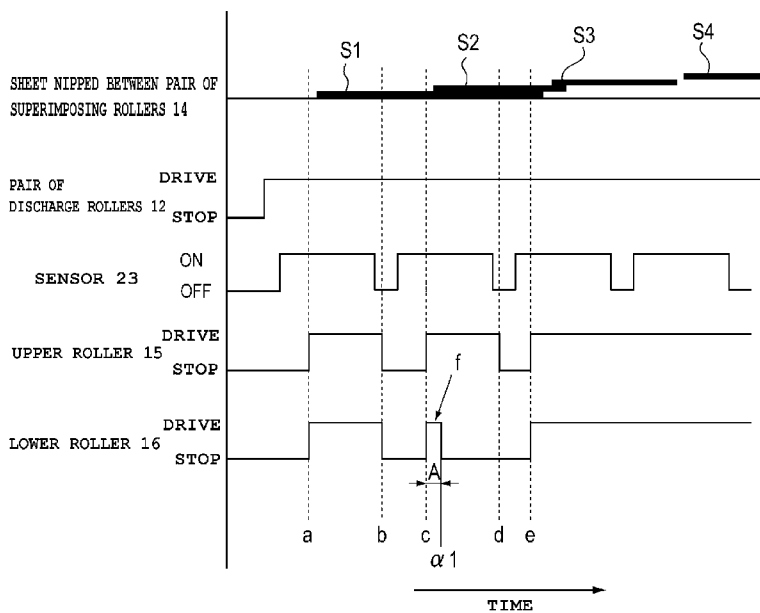 S1
S2
S3
S4
SHEET NIPPED BETWEEN PAIR OF
SUPERIMPOSING ROLLERS 14
PAIR OF
DISCHARGE ROLLERS 12
DRIVE
STOP
SENSOR 23
ON
OFF
UPPER ROLLER 15
DRIVE
STOP
f
LOWER ROLLER 16
DRIVE
STOP
A
a
b
c
d
e
α1
TIME